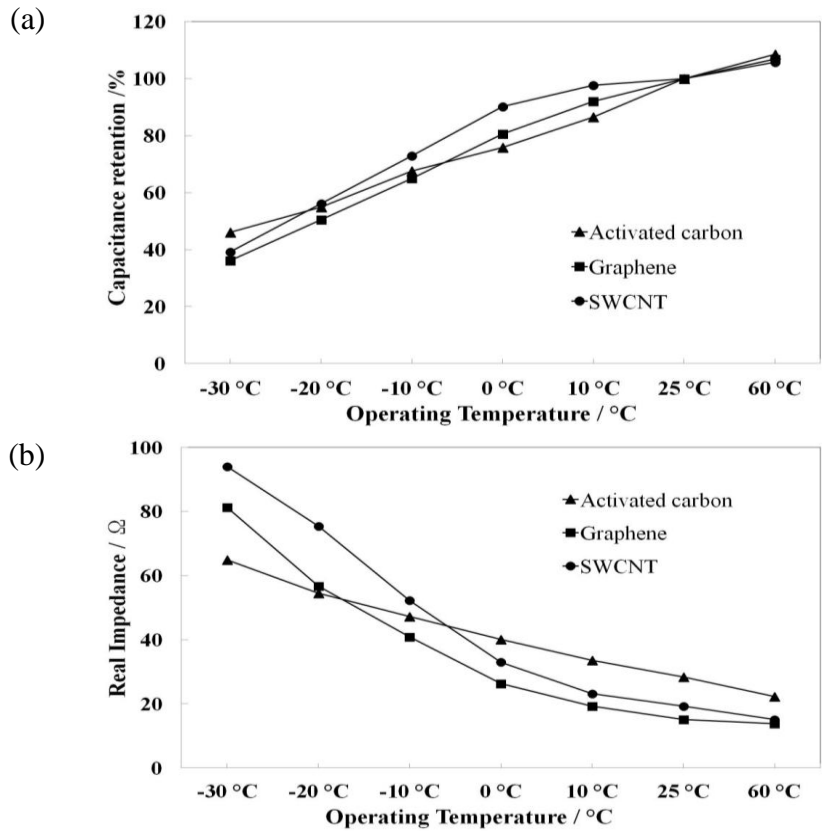 (a)
120
100
80
60
40
20
0
Capacitance retention /%
Activated carbon
Graphene
SWCNT
-30 °C -20 °C -10 °C 0 °C 10 °C 25 °C 60 °C
Operating Temperature / °C
(b)
100
80
60
40
20
0
Real Impedance / Ω
Activated carbon
Graphene
SWCNT
-30 °C -20 °C -10 °C 0 °C 10 °C 25 °C 60 °C
Operating Temperature / °C